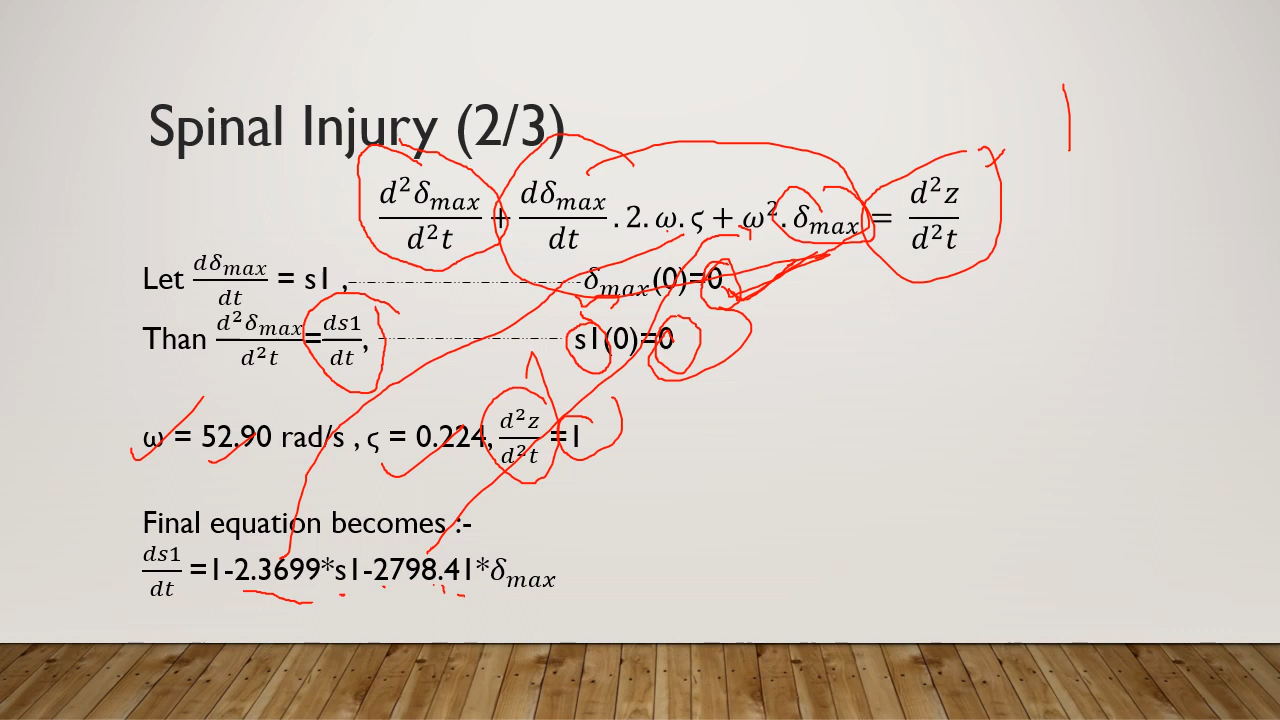 Spinal Injury (2/3)
d²δₘₐₓ/d²t + dδₘₐₓ/dt .2.ω.ς + ω².δₘₐₓ = d²z/d²t
Let dδₘₐₓ/dt = s1 , δₘₐₓ(0)=0
Than d²δₘₐₓ/d²t=ds1/dt, s1(0)=0
ω = 52.90 rad/s , ς = 0.224, d²z/d²t =1
Final equation becomes :-
ds1/dt =1-2.3699*s1-2798.41*δₘₐₓ